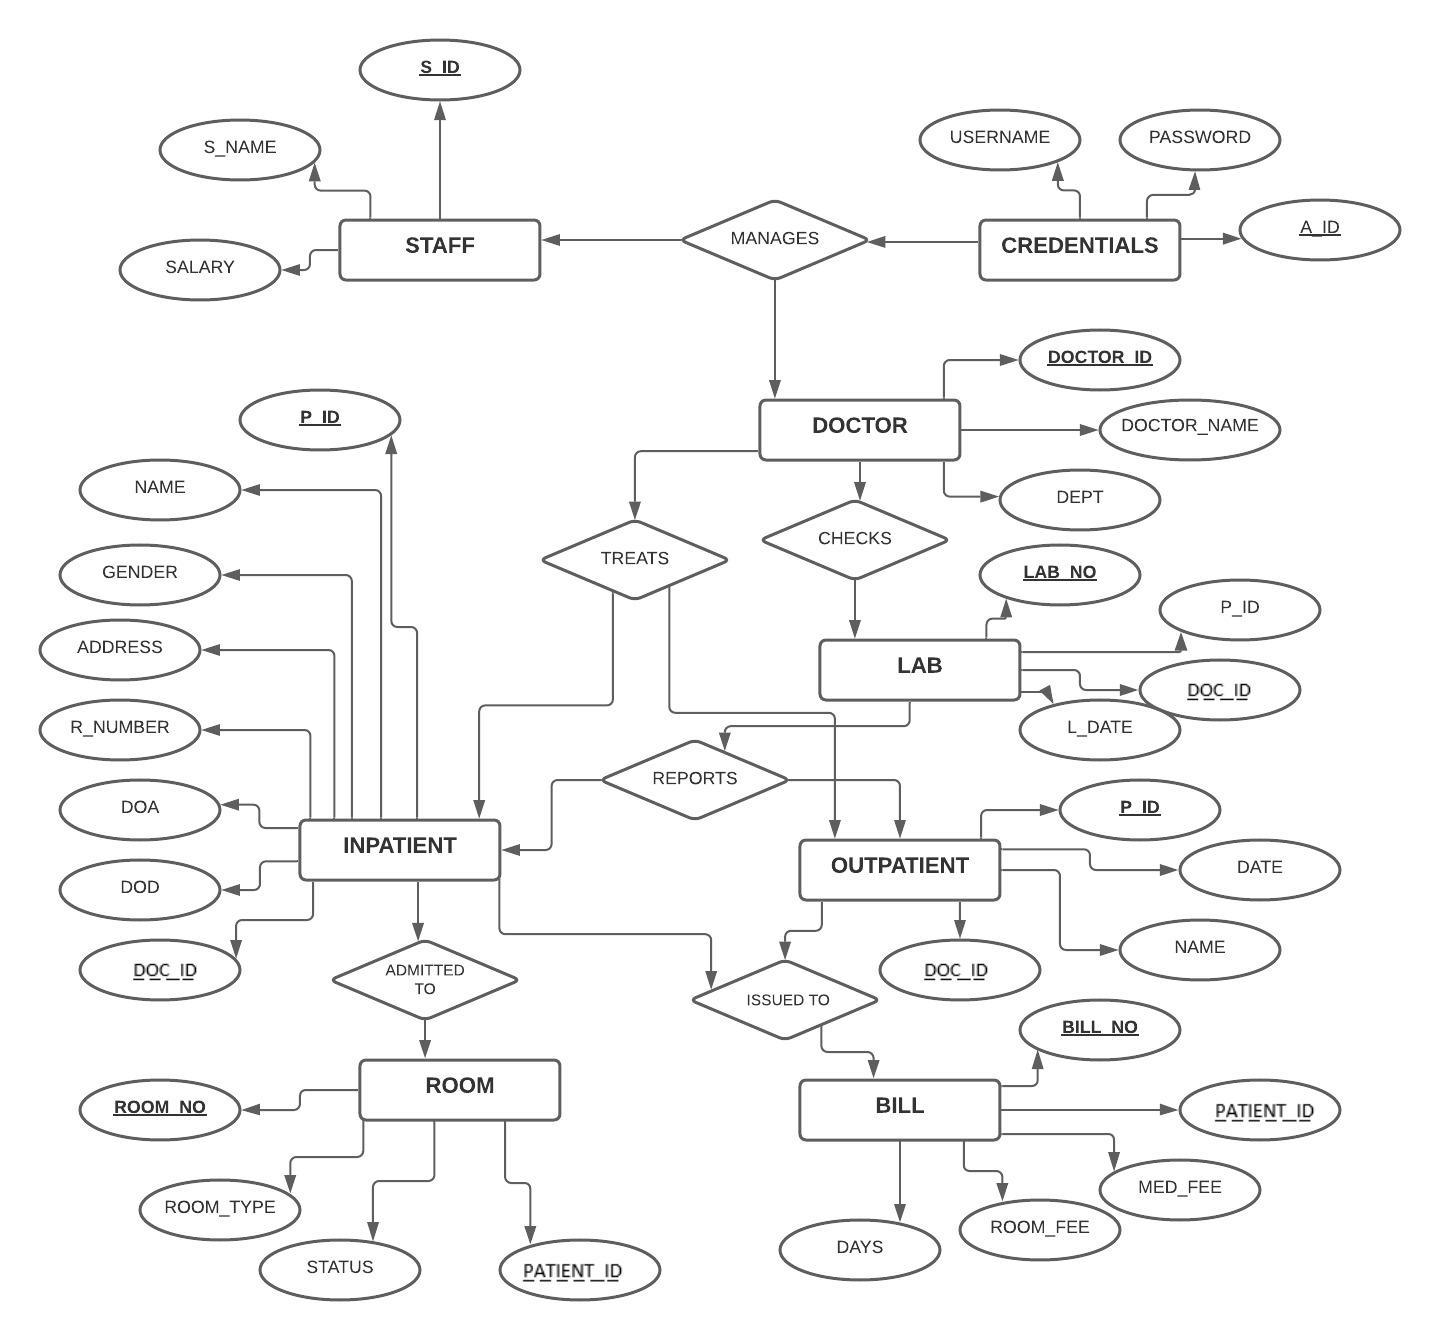 S_ID
S_NAME
USERNAME
PASSWORD
A_ID
STAFF
MANAGES
CREDENTIALS
SALARY
DOCTOR_ID
P_ID
DOCTOR
DOCTOR_NAME
NAME
DEPT
TREATS
CHECKS
GENDER
LAB_NO
P_ID
ADDRESS
LAB
DOC_ID
R_NUMBER
L_DATE
REPORTS
DOA
P_ID
INPATIENT
OUTPATIENT
DATE
DOD
NAME
DOC_ID
ADMITTED
TO
DOC_ID
ISSUED TO
BILL_NO
ROOM
ROOM_NO
BILL
PATIENT_ID
MED_FEE
ROOM_TYPE
ROOM_FEE
DAYS
STATUS
PATIENT_ID